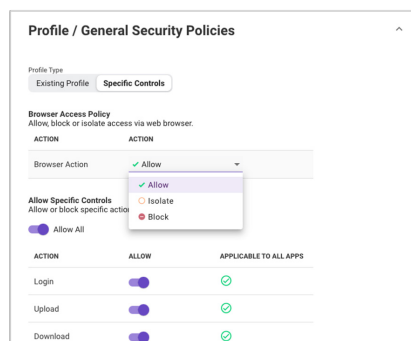 Profile / General Security Policies
Profile Type
Existing Profile Specific Controls
Browser Access Policy
Allow, block or isolate access via web browser.
ACTION ACTION
Browser Action Allow
Allow
Isolate
Block
Allow Specific Controls
Allow or block specific action
Allow All
ACTION ALLOW APPLICABLE TO ALL APPS
Login
Upload
Download